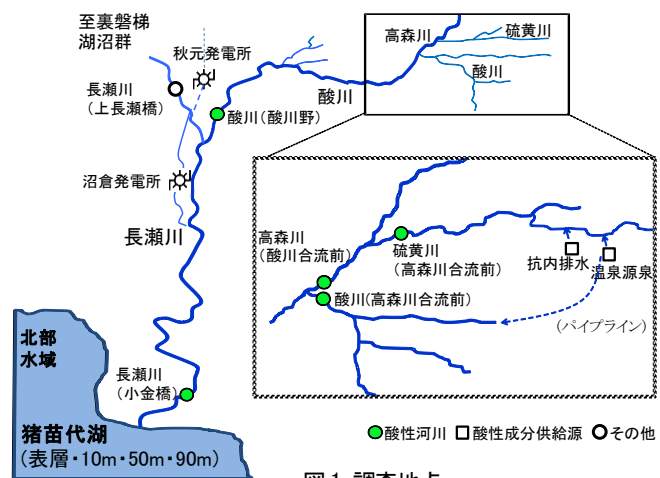 至裏磐梯
湖沼群
秋元発電所
長瀬川
(上長瀬橋)
酸川(酸川野)
酸川
高森川
硫黄川
酸川
沼倉発電所
長瀬川
高森川
(酸川合流前)
硫黄川
(高森川合流前)
抗内排水
温泉源泉
酸川(高森川合流前)
(パイプライン)
北部
水域
長瀬川
(小金橋)
猪苗代湖
(表層・10m・50m・90m)
酸性河川
酸性成分供給源
その他
図1 調査地点